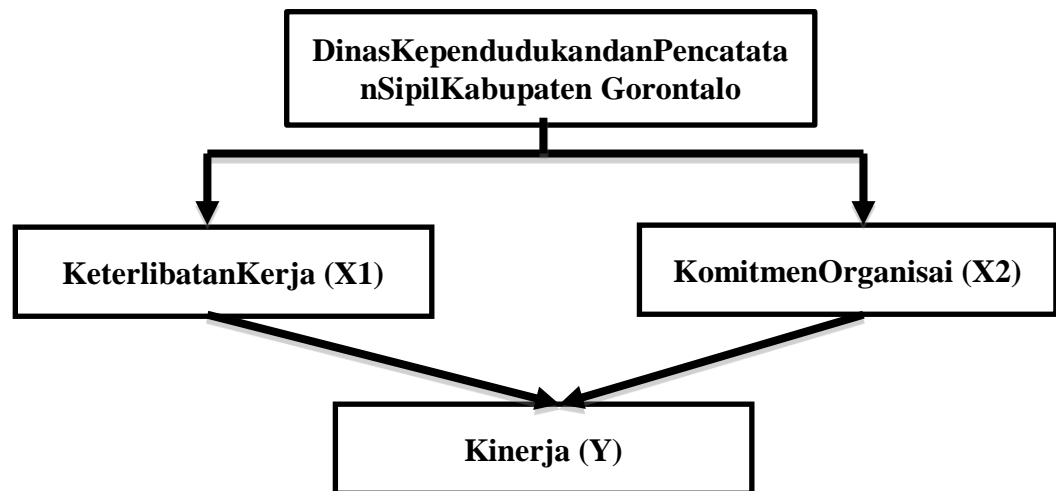 DinasKependudukandanPencatata
nSipilKabupaten Gorontalo
KeterlibatanKerja (X1)
KomitmenOrganisai (X2)
Kinerja (Y)